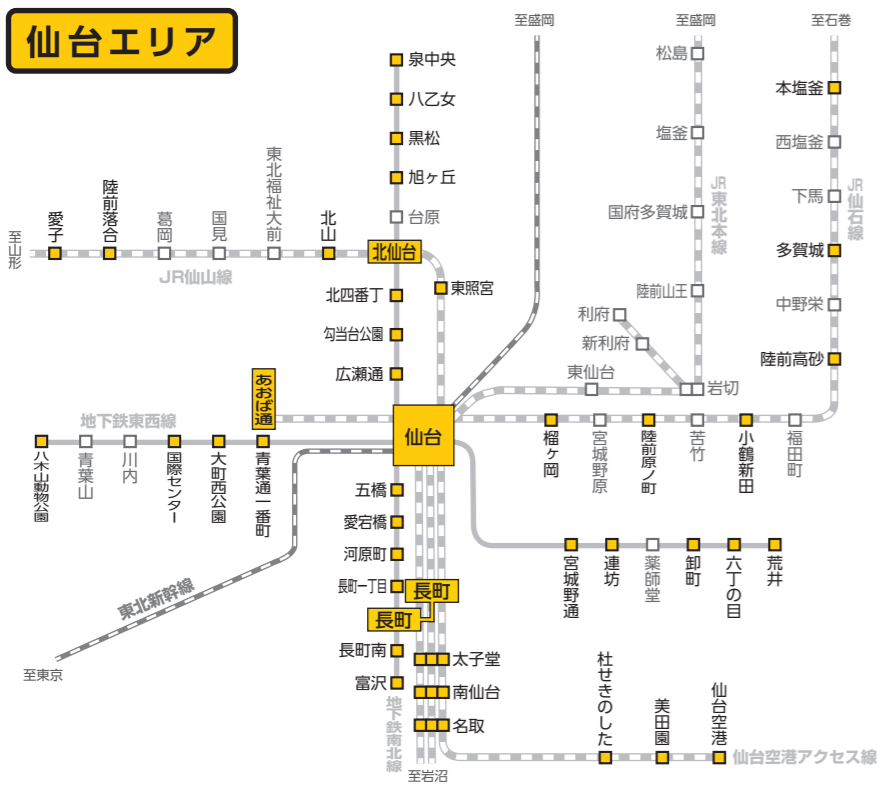 仙台エリア
至盛岡
至盛岡
至石巻
泉中央
八乙女
黒松
旭ヶ丘
台原
松島
塩釜
国府多賀城
陸前山王
JR東北本線
本塩釜
西塩釜
下馬
多賀城
中野栄
陸前高砂
JR仙石線
至山形
愛子
陸前落合
葛岡
国見
東北福祉大前
北山
北仙台
JR仙山線
東照宮
北四番丁
勾当台公園
広瀬通
利府
新利府
東仙台
岩切
あおば通
地下鉄東西線
仙台
八木山動物公園
青葉山
川内
国際センター
大町西公園
青葉通一番町
榴ヶ岡
宮城野原
陸前原ノ町
苦竹
小鶴新田
福田町
五橋
愛宕橋
河原町
長町一丁目
長町
長町
長町南
富沢
宮城野通
連坊
薬師堂
卸町
六丁の目
荒井
東北新幹線
至東京
太子堂
南仙台
名取
地下鉄南北線
至岩沼
杜せきのした
美田園
仙台空港
仙台空港アクセス線